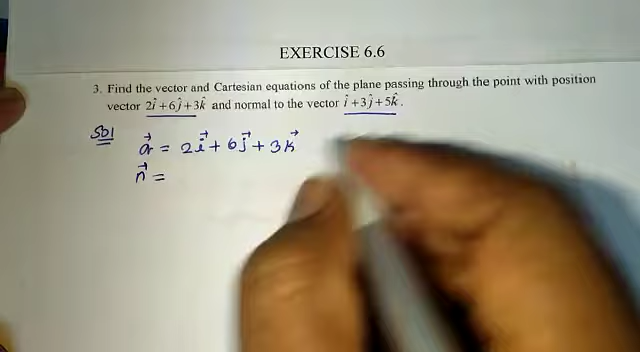 EXERCISE 6.6
3. Find the vector and Cartesian equations of the plane passing through the point with position
vector 2î + 6ĵ + 3k̂ and normal to the vector î + 3ĵ + 5k̂.
Sol
a⃗ = 2i⃗ + 6j⃗ + 3k⃗
n⃗ =